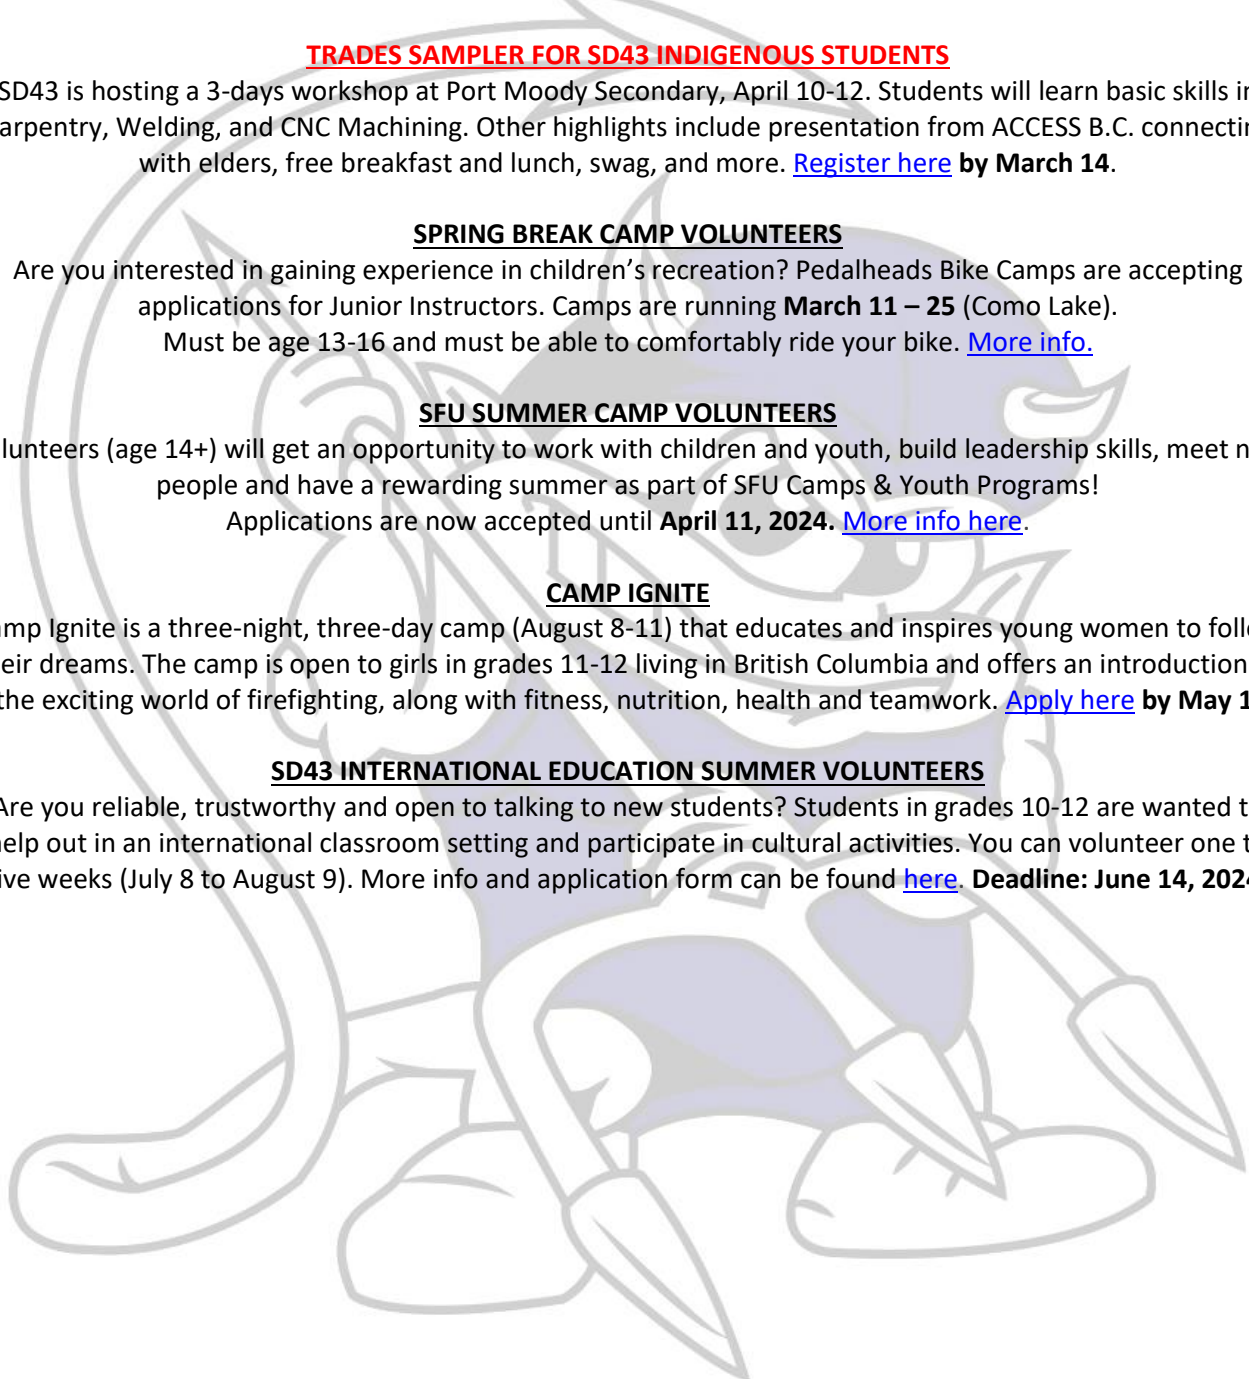 TRADES SAMPLER FOR SD43 INDIGENOUS STUDENTS
SD43 is hosting a 3-days workshop at Port Moody Secondary, April 10-12. Students will learn basic skills in
arpentry, Welding, and CNC Machining. Other highlights include presentation from ACCESS B.C. connectin
with elders, free breakfast and lunch, swag, and more. Register here by March 14.
SPRING BREAK CAMP VOLUNTEERS
Are you interested in gaining experience in children’s recreation? Pedalheads Bike Camps are accepting
applications for Junior Instructors. Camps are running March 11 – 25 (Como Lake).
Must be age 13-16 and must be able to comfortably ride your bike. More info.
SFU SUMMER CAMP VOLUNTEERS
lunteers (age 14+) will get an opportunity to work with children and youth, build leadership skills, meet n
people and have a rewarding summer as part of SFU Camps & Youth Programs!
Applications are now accepted until April 11, 2024. More info here.
CAMP IGNITE
amp Ignite is a three-night, three-day camp (August 8-11) that educates and inspires young women to follo
eir dreams. The camp is open to girls in grades 11-12 living in British Columbia and offers an introduction
the exciting world of firefighting, along with fitness, nutrition, health and teamwork. Apply here by May 1
SD43 INTERNATIONAL EDUCATION SUMMER VOLUNTEERS
Are you reliable, trustworthy and open to talking to new students? Students in grades 10-12 are wanted t
help out in an international classroom setting and participate in cultural activities. You can volunteer one t
ive weeks (July 8 to August 9). More info and application form can be found here. Deadline: June 14, 2024